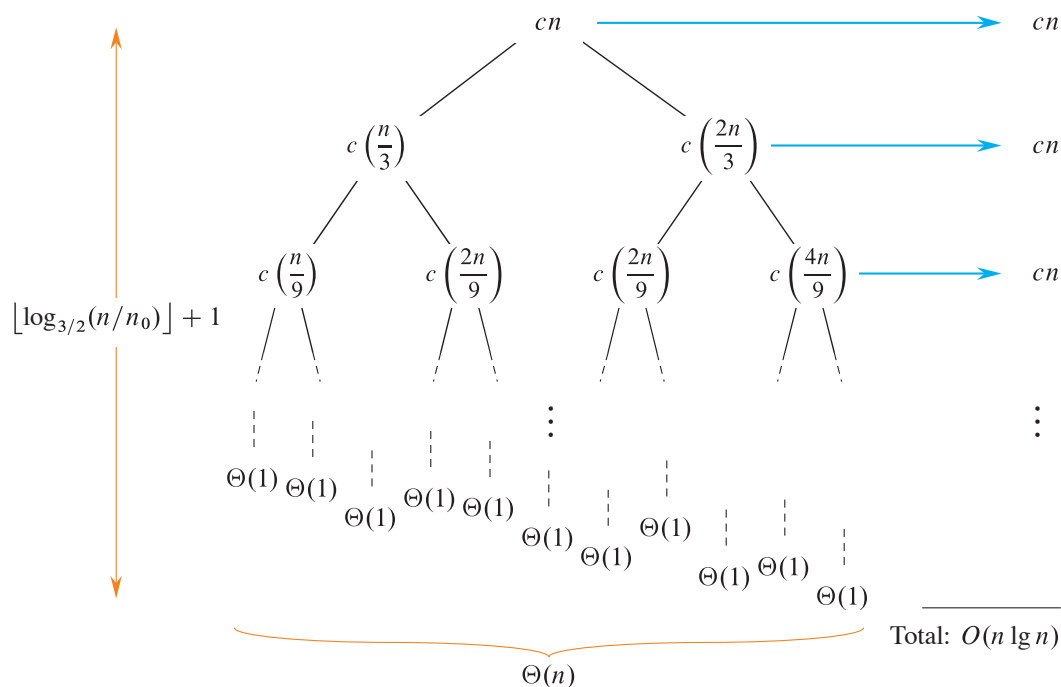 cn cn
c(n/3) c(2n/3) cn
c(n/9) c(2n/9) c(2n/9) c(4n/9) cn
⌊log_{3/2}(n/n_0)⌋ + 1
⋮ ⋮
Θ(1) Θ(1) Θ(1) Θ(1) Θ(1) Θ(1) Θ(1) Θ(1) Θ(1) Θ(1) Θ(1)
Total: O(n lg n)
Θ(n)